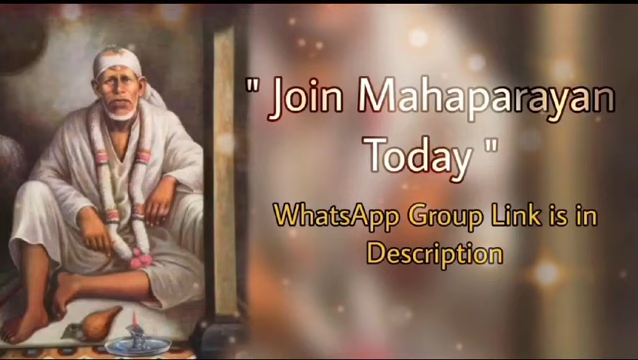 " Join Mahaparayan
Today "
WhatsApp Group Link is in
Description